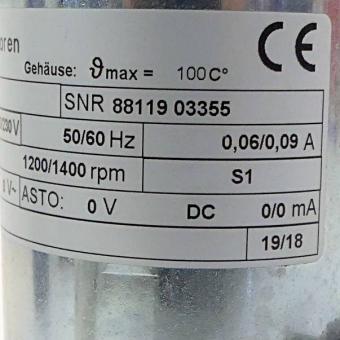 oren
CE
Gehäuse: ϑmax = 100C°
SNR 88119 03355
/230 V 50/60 Hz 0,06/0,09 A
1200/1400 rpm S1
V~ ASTO: 0 V DC 0/0 mA
19/18